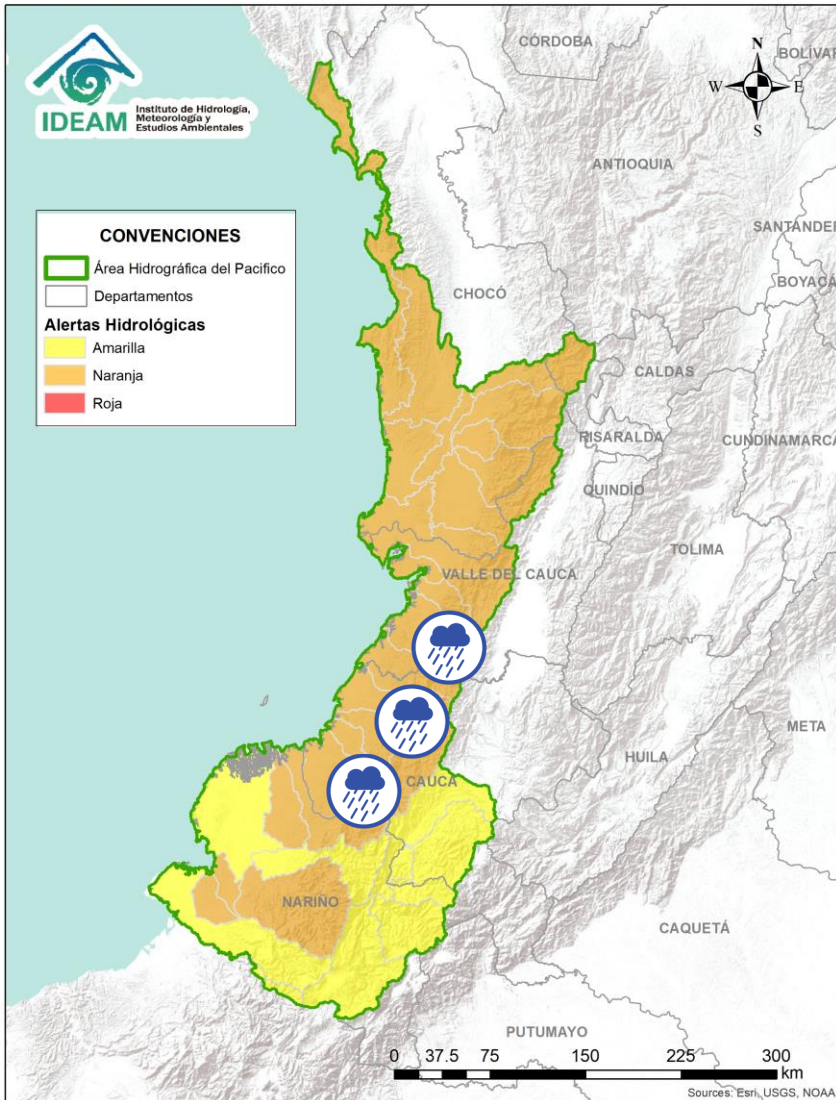 IDEAM
Instituto de Hidrología,
Meteorología y
Estudios Ambientales
CÓRDOBA
BOLÍVAR
N
W E
S
ANTIOQUIA
SANTANDER
BOYACÁ
CONVENCIONES
Área Hidrográfica del Pacifico
Departamentos
Alertas Hidrológicas
Amarilla
Naranja
Roja
CHOCÓ
CALDAS
RISARALDA
CUNDINAMARCA
QUINDÍO
TOLIMA
VALLE DEL CAUCA
META
HUILA
CAUCA
NARIÑO
CAQUETÁ
PUTUMAYO
0 37.5 75 150 225 300
km
Sources: Esri, USGS, NOAA